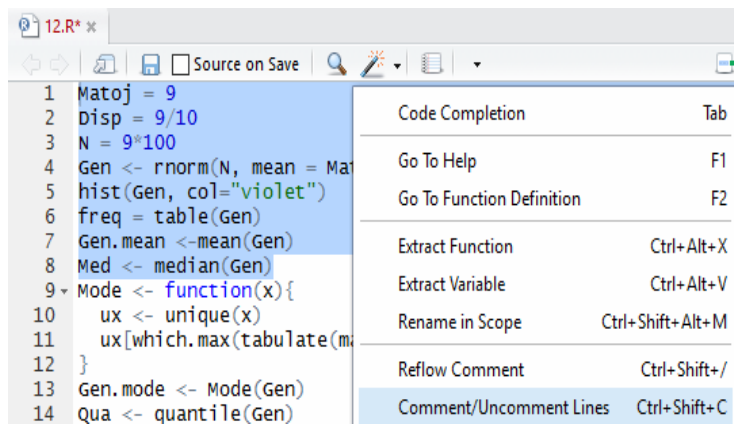 12.R*
Source on Save
1 Matoj = 9
2 Disp = 9/10
3 N = 9*100
4 Gen <- rnorm(N, mean = Mat
5 hist(Gen, col="violet")
6 freq = table(Gen)
7 Gen.mean <-mean(Gen)
8 Med <- median(Gen)
9 Mode <- function(x){
10 ux <- unique(x)
11 ux[which.max(tabulate(ma
12 }
13 Gen.mode <- Mode(Gen)
14 Qua <- quantile(Gen)
Code Completion Tab
Go To Help F1
Go To Function Definition F2
Extract Function Ctrl+Alt+X
Extract Variable Ctrl+Alt+V
Rename in Scope Ctrl+Shift+Alt+M
Reflow Comment Ctrl+Shift+/
Comment/Uncomment Lines Ctrl+Shift+C